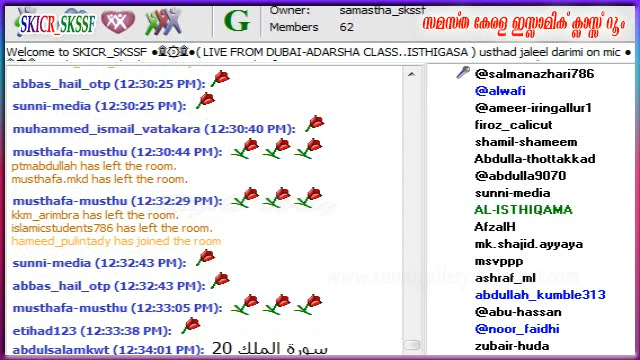 SKICR SKSSF
G
Owner: samastha_skssf
Members 62
സമസ്ത കേരള ഇസ്ലാമിക് ക്ലാസ്സ് റൂം
Welcome to SKICR_SKSSF ●۩۞۩●( LIVE FROM DUBAI-ADARSHA CLASS..ISTHIGASA ) usthad jaleel darimi on mic ●
abbas_hail_otp (12:30:25 PM):
sunni-media (12:30:25 PM):
muhammed_ismail_vatakara (12:30:40 PM):
musthafa-musthu (12:30:44 PM):
ptmabdullah has left the room.
musthafa.mkd has left the room.
musthafa-musthu (12:32:29 PM):
kkm_arimbra has left the room.
islamicstudents786 has left the room.
hameed_pulintady has joined the room
sunni-media (12:32:43 PM):
abbas_hail_otp (12:32:43 PM):
musthafa-musthu (12:33:05 PM):
etihad123 (12:33:38 PM):
abdulsalamkwt (12:34:01 PM): سورة الملك 20
@salmanazhari786
@alwafi
@ameer-iringallur1
firoz_calicut
shamil-shameem
Abdulla-thottakkad
@abdulla9070
sunni-media
AL-ISTHIQAMA
AfzalH
mk.shajid.ayyaya
msvppp
ashraf_ml
abdullah_kumble313
@abu-hassan
@noor_faidhi
zubair-huda